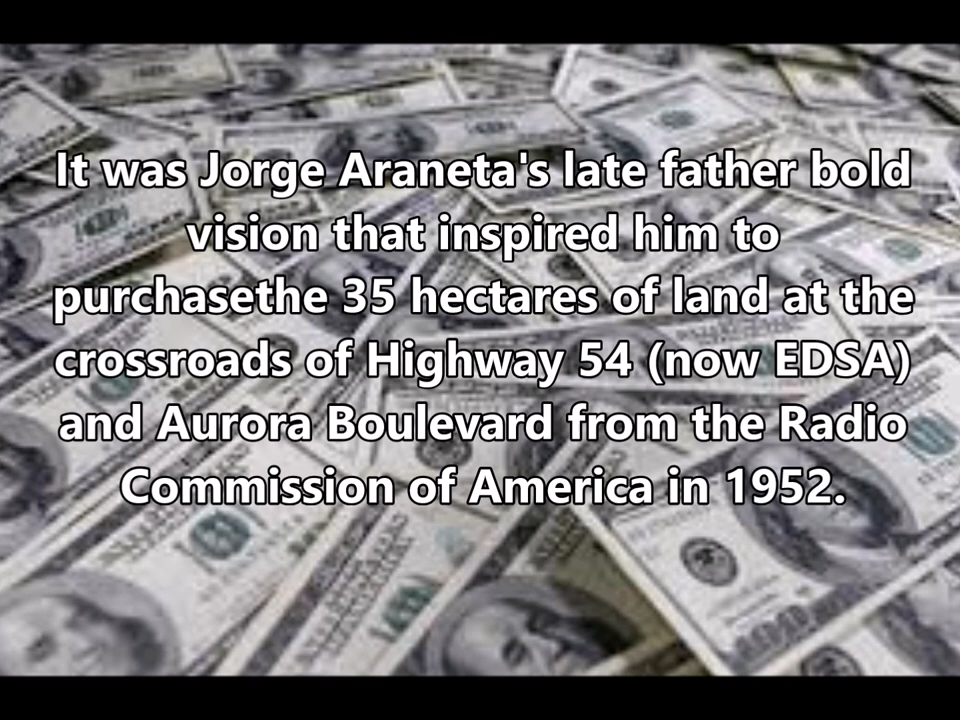 It was Jorge Araneta's late father bold
vision that inspired him to
purchasethe 35 hectares of land at the
crossroads of Highway 54 (now EDSA)
and Aurora Boulevard from the Radio
Commission of America in 1952.